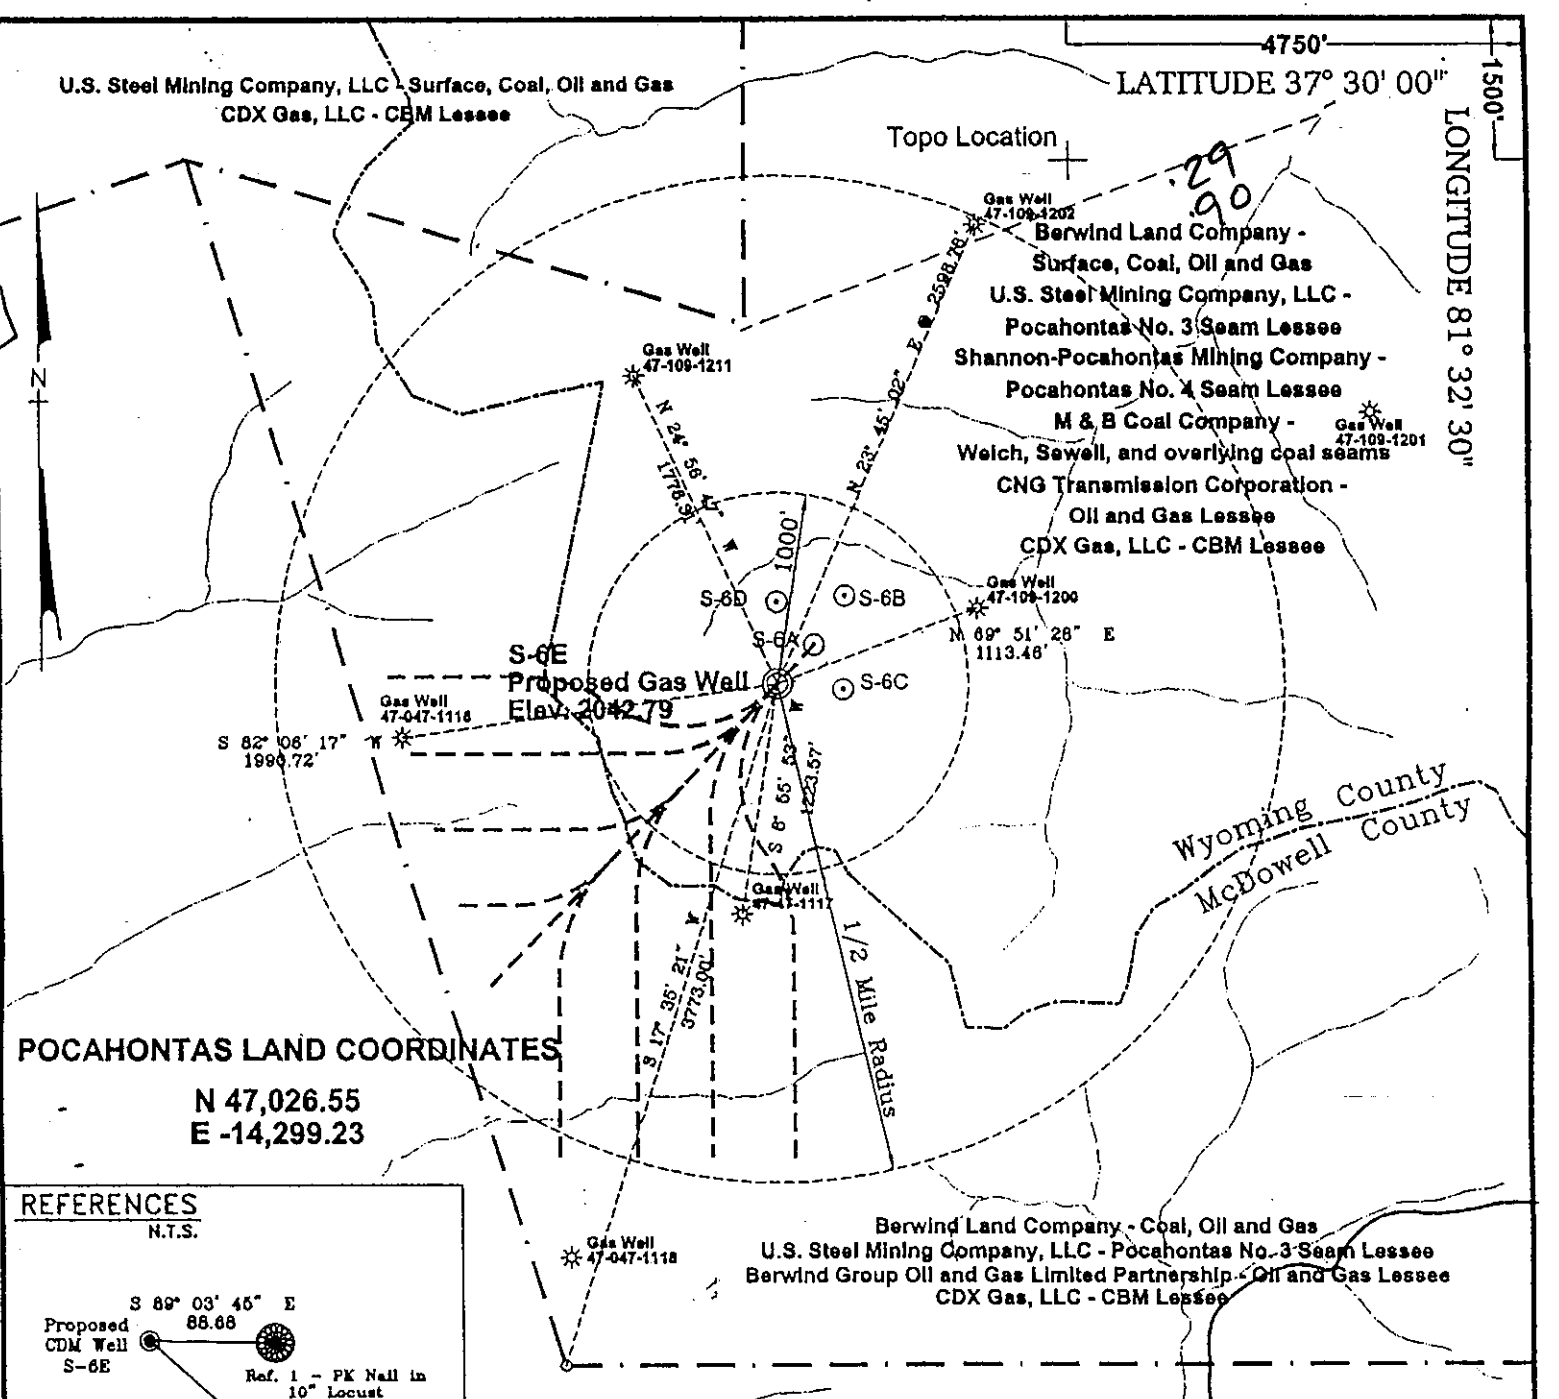 4750'
U.S. Steel Mining Company, LLC - Surface, Coal, Oil and Gas
CDX Gas, LLC - CBM Lessee
LATITUDE 37° 30' 00"
1500'
LONGITUDE 81° 32' 30"
Topo Location
.29
.90
Gas Well
47-109-1202
Berwind Land Company -
Surface, Coal, Oil and Gas
U.S. Steel Mining Company, LLC -
Pocahontas No. 3 Seam Lessee
Shannon-Pocahontas Mining Company -
Pocahontas No. 4 Seam Lessee
M & B Coal Company -
Welch, Sewell, and overlying coal seams
CNG Transmission Corporation -
Oil and Gas Lessee
CDX Gas, LLC - CBM Lessee
Gas Well
47-109-1201
N
Gas Well
47-109-1211
N 24° 56' 47" W
N 23° 45' 02" E @ 2598.78'
1000'
S-6D
S-6B
S-6A
S-6C
Gas Well
47-109-1200
N 69° 51' 28" E
1113.46'
S-6E
Proposed Gas Well
Elev. 2042.79
Gas Well
47-047-1116
S 82° 06' 17" W
1990.72'
S 8° 55' 53" W
1223.57'
Gas Well
47-47-1117
Wyoming County
McDowell County
S 17° 35' 21" W
3773.00'
1/2 Mile Radius
POCAHONTAS LAND COORDINATES
N 47,026.55
E -14,299.23
Gas Well
47-047-1118
Berwind Land Company - Coal, Oil and Gas
U.S. Steel Mining Company, LLC - Pocahontas No. 3 Seam Lessee
Berwind Group Oil and Gas Limited Partnership - Oil and Gas Lessee
CDX Gas, LLC - CBM Lessee
REFERENCES
N.T.S.
S 89° 03' 45" E
88.68
Proposed
CDM Well
S-6E
Ref. 1 - PK Nail in
10" Locust